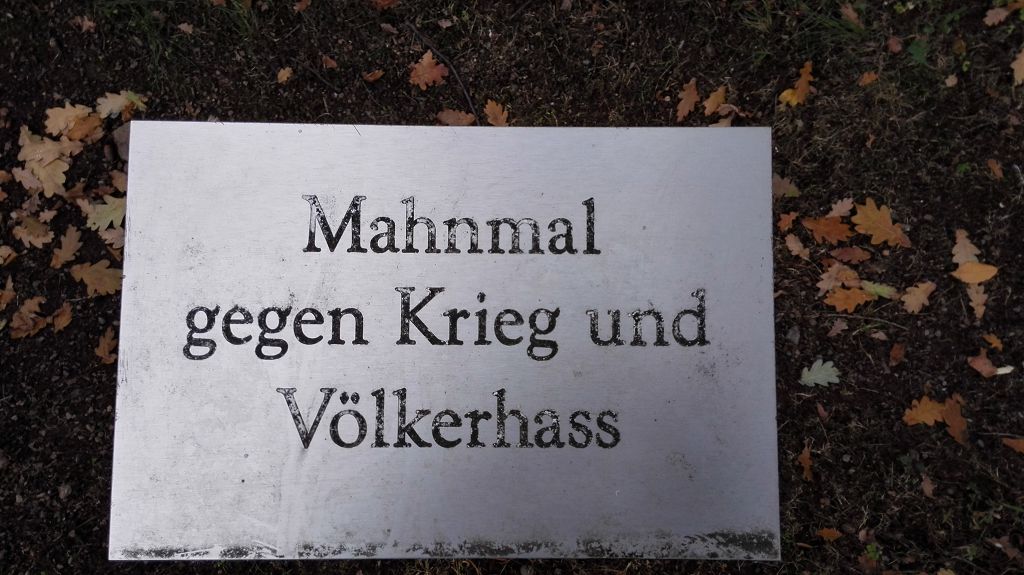 Mahnmal
gegen Krieg und
Völkerhass